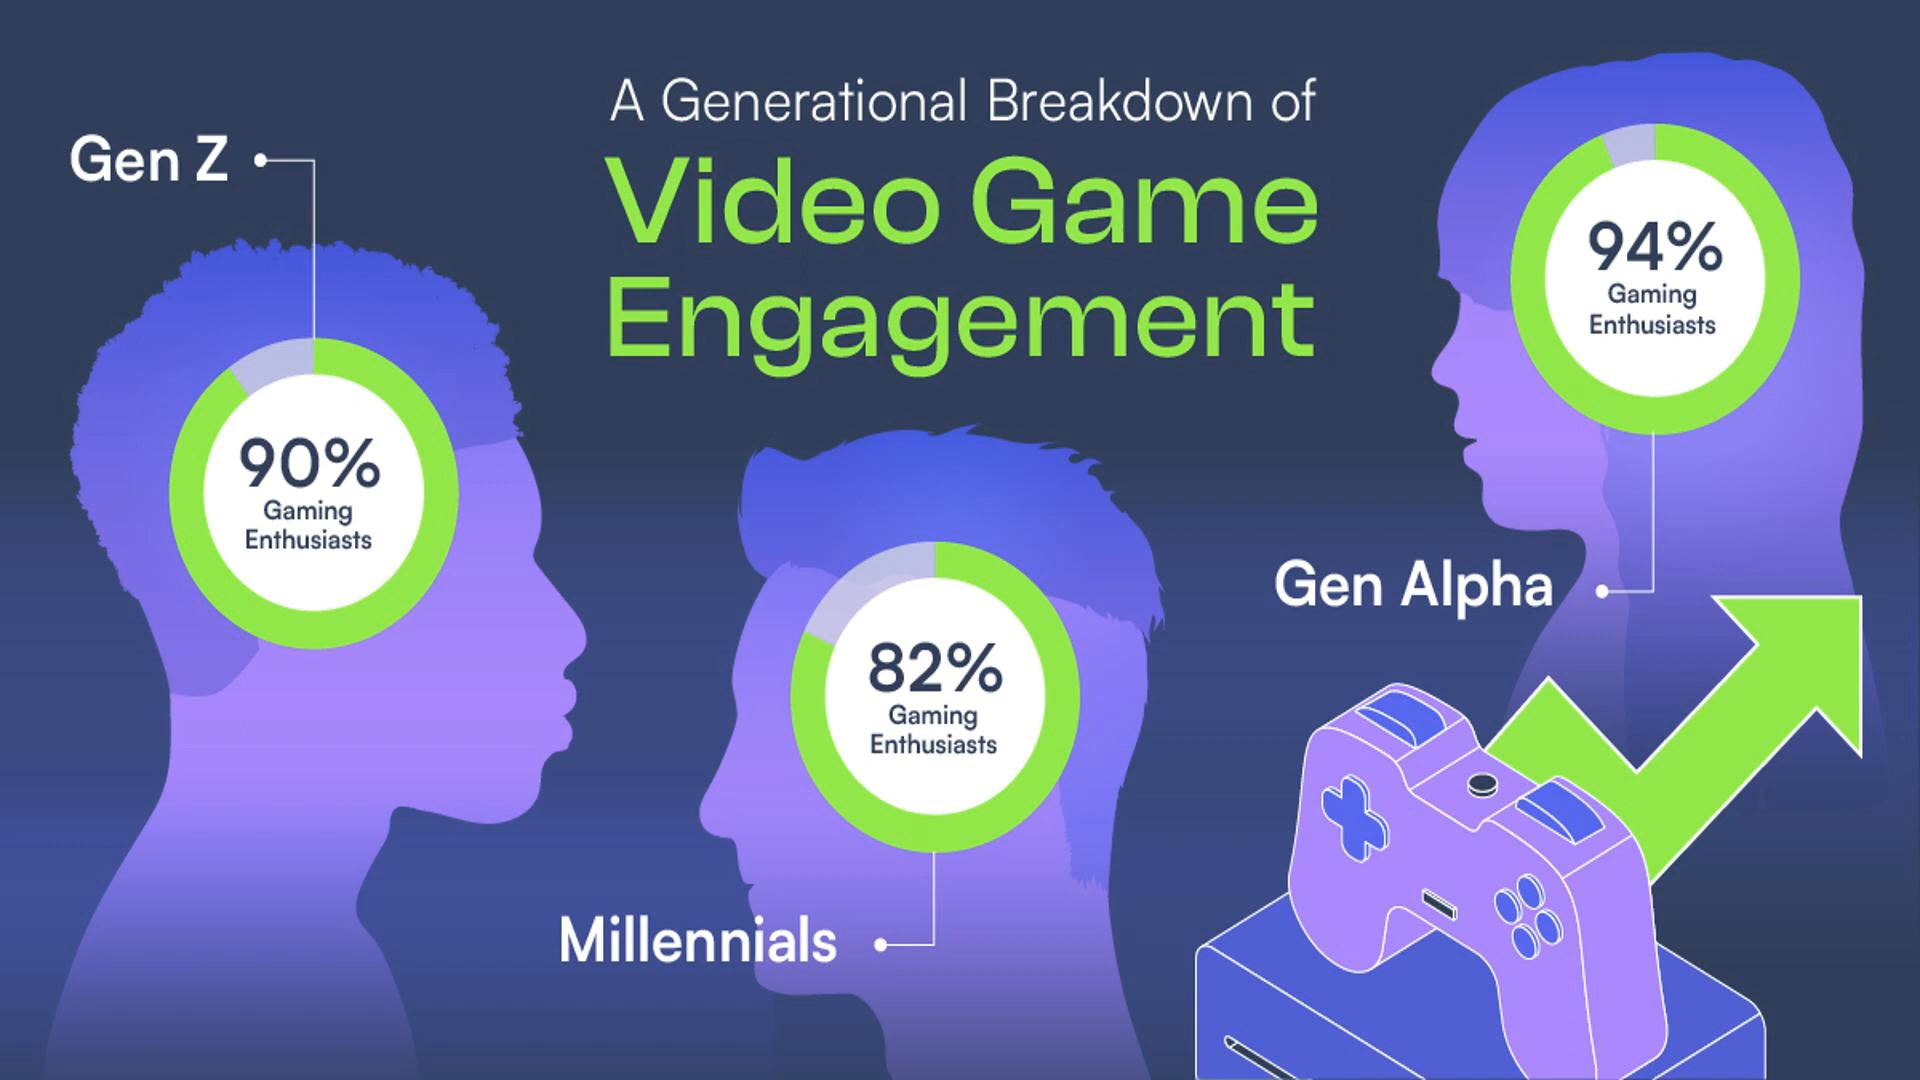 A Generational Breakdown of
Video Game
Engagement
Gen Z
90%
Gaming
Enthusiasts
82%
Gaming
Enthusiasts
Millennials
94%
Gaming
Enthusiasts
Gen Alpha